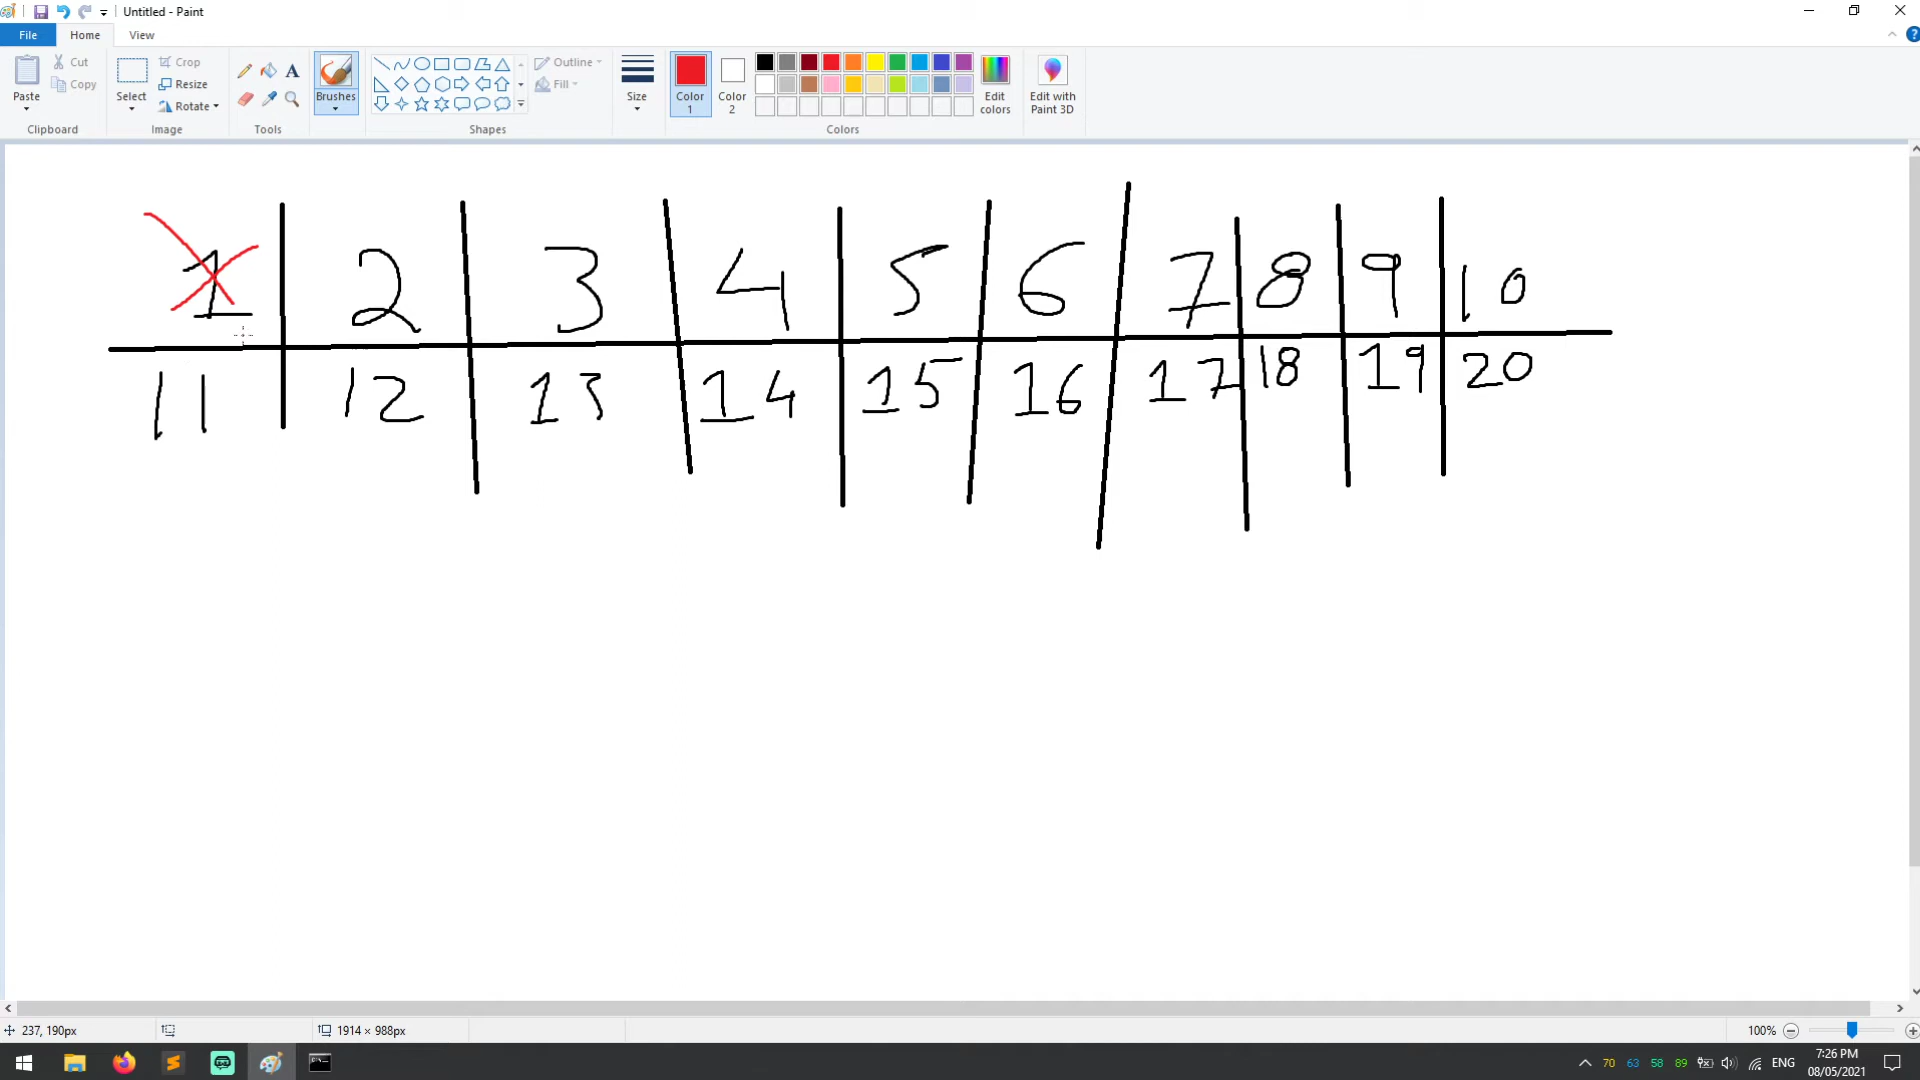 Untitled - Paint
File Home View
Paste Cut Copy Select Crop Resize Rotate A Brushes Outline Fill Size Color 1 Color 2 Edit colors Edit with Paint 3D
Clipboard Image Tools Shapes Colors
1 2 3 4 5 6 7 8 9 10
11 12 13 14 15 16 17 18 19 20
237, 190px 1914 × 988px 100%
70 63 58 89 ENG 7:26 PM
08/05/2021